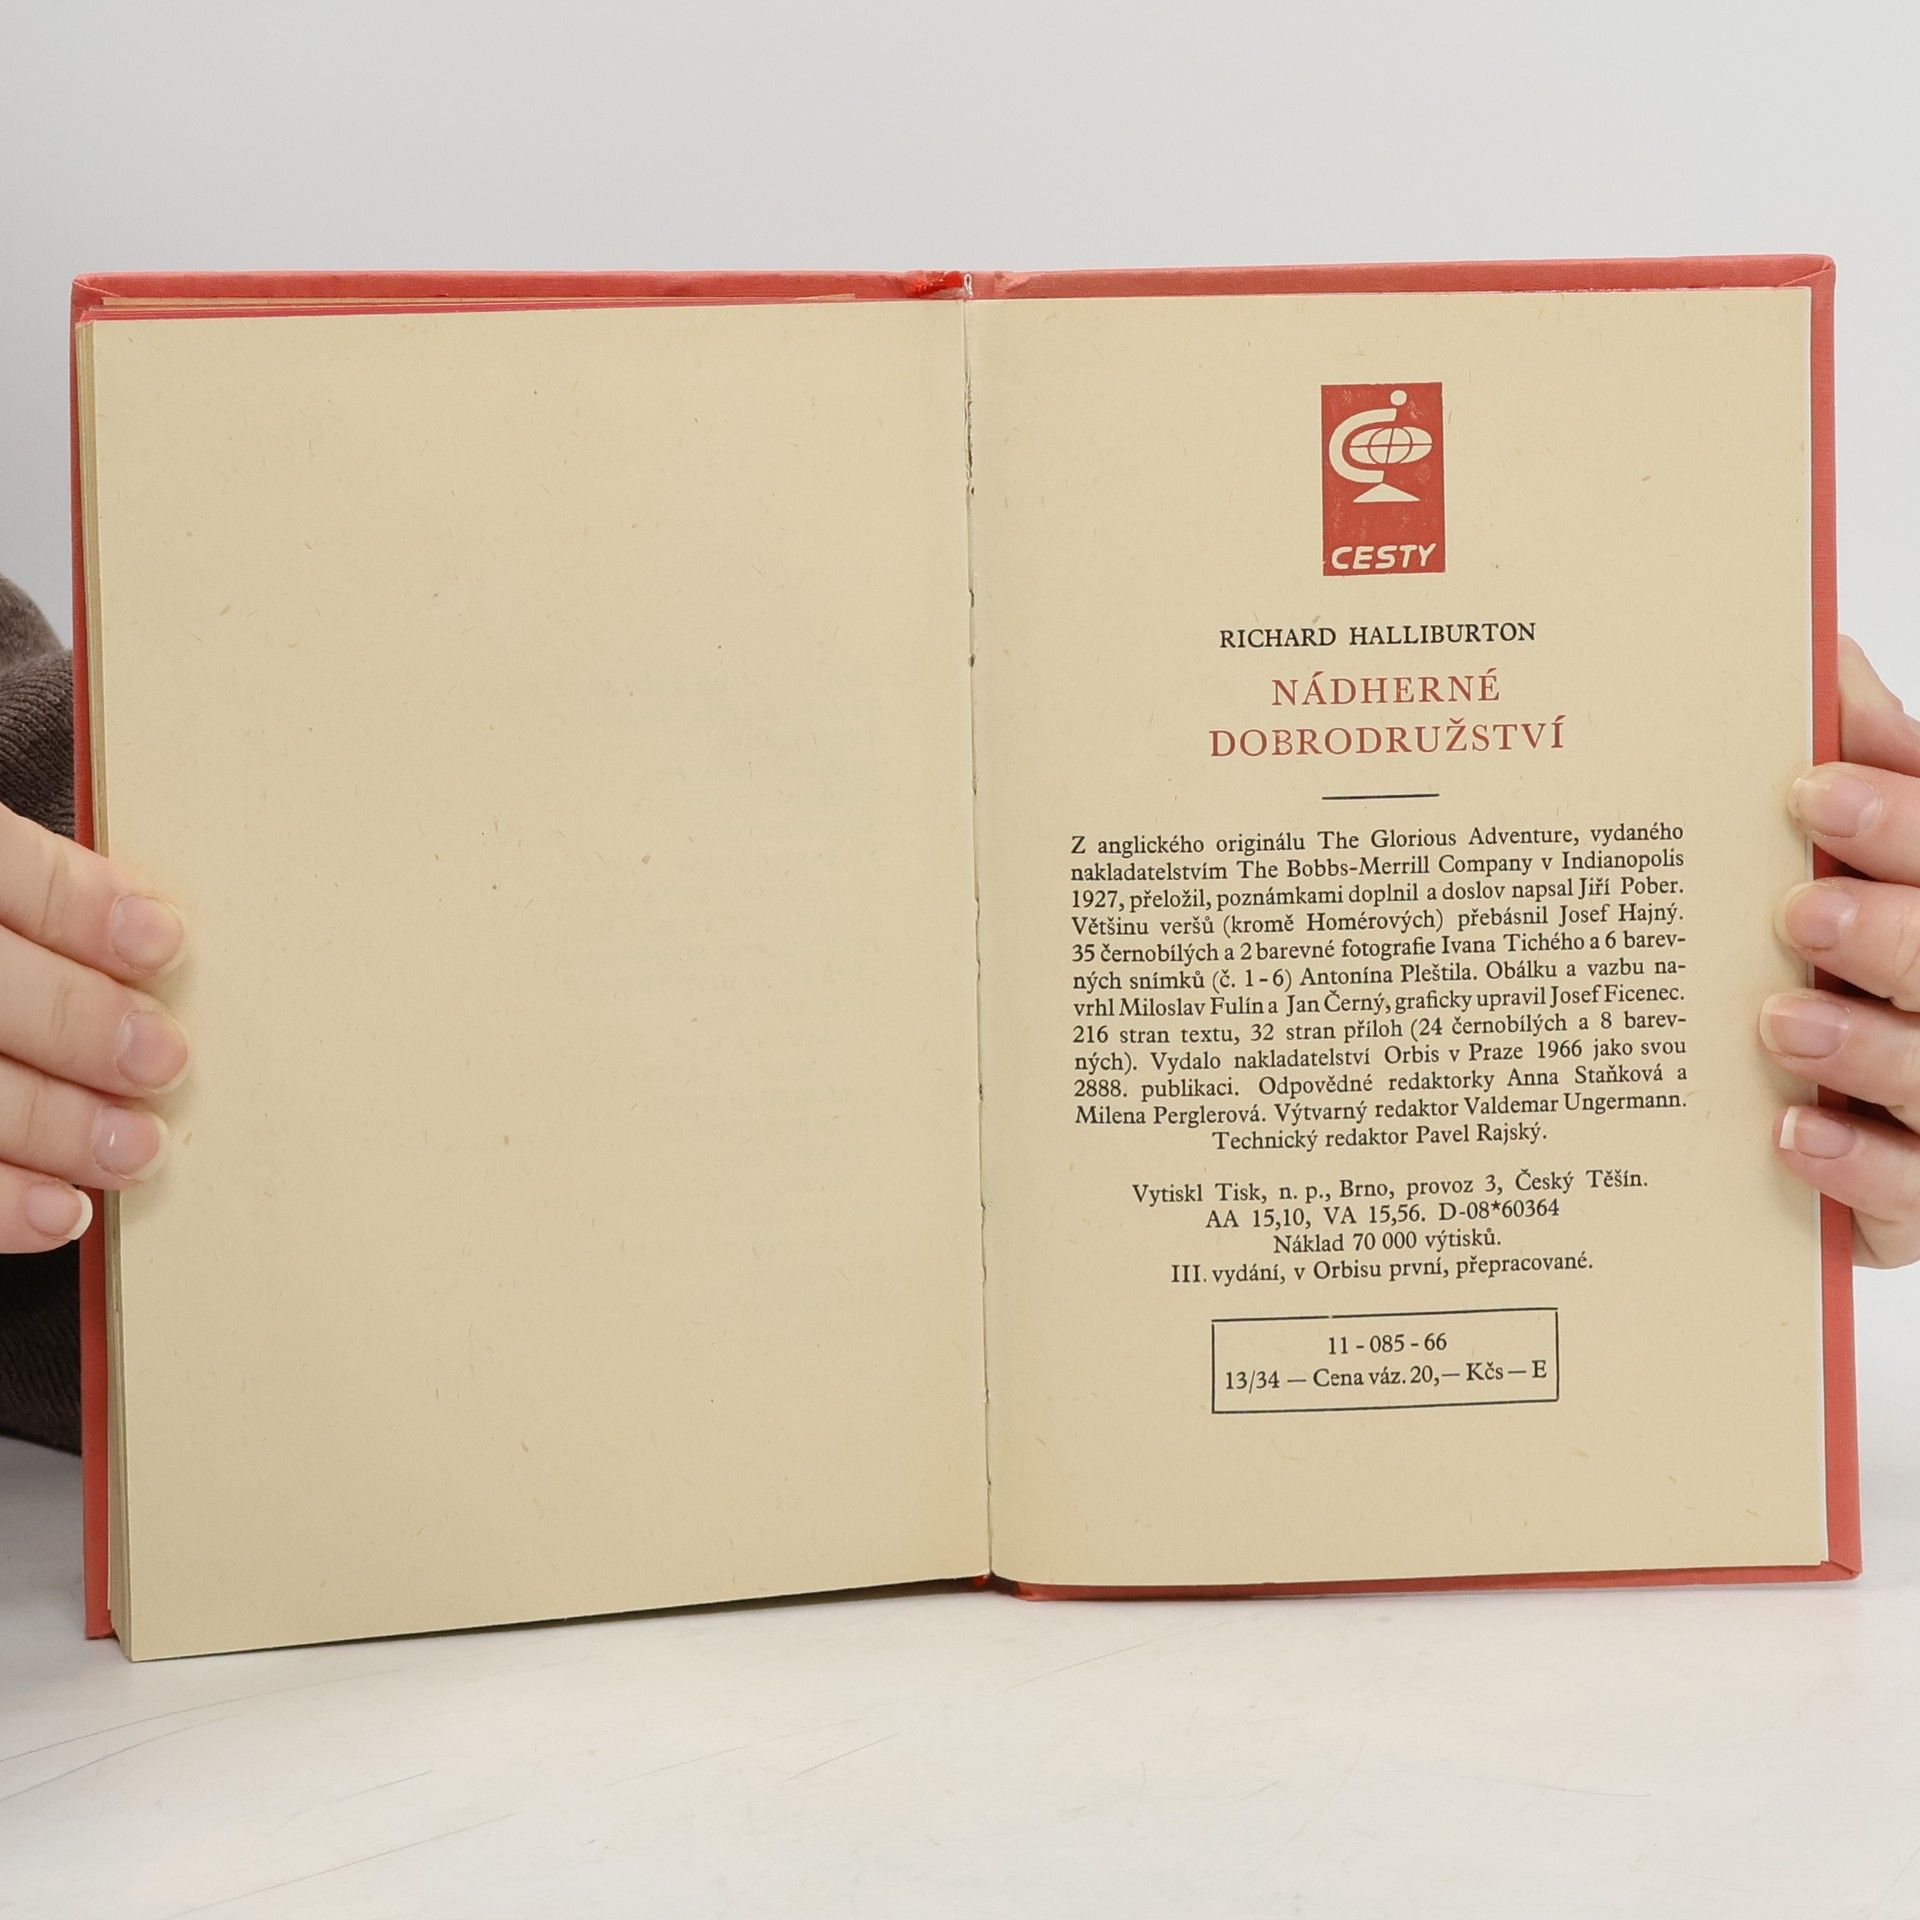 CESTY
RICHARD HALLIBURTON
NÁDHERNÉ
DOBRODRUŽSTVÍ
Z anglického originálu The Glorious Adventure, vydaného
nakladatelstvím The Bobbs-Merrill Company v Indianopolis
1927, přeložil, poznámkami doplnil a doslov napsal Jiří Pober.
Většinu veršů (kromě Homérových) přebásnil Josef Hajný.
35 černobílých a 2 barevné fotografie Ivana Tichého a 6 barev-
ných snímků (č. 1-6) Antonína Pleštila. Obálku a vazbu na-
vrhl Miloslav Fulín a Jan Černý, graficky upravil Josef Ficenec.
216 stran textu, 32 stran příloh (24 černobílých a 8 barev-
ných). Vydalo nakladatelství Orbis v Praze 1966 jako svou
2888. publikaci. Odpovědné redaktorky Anna Staňková a
Milena Perglerová. Výtvarný redaktor Valdemar Ungermann.
Technický redaktor Pavel Rajský.
Vytiskl Tisk, n. p., Brno, provoz 3, Český Těšín.
AA 15,10, VA 15,56. D-08*60364
Náklad 70 000 výtisků.
III. vydání, v Orbisu první, přepracované.
11 - 085 - 66
13/34 — Cena váz. 20,— Kčs — E